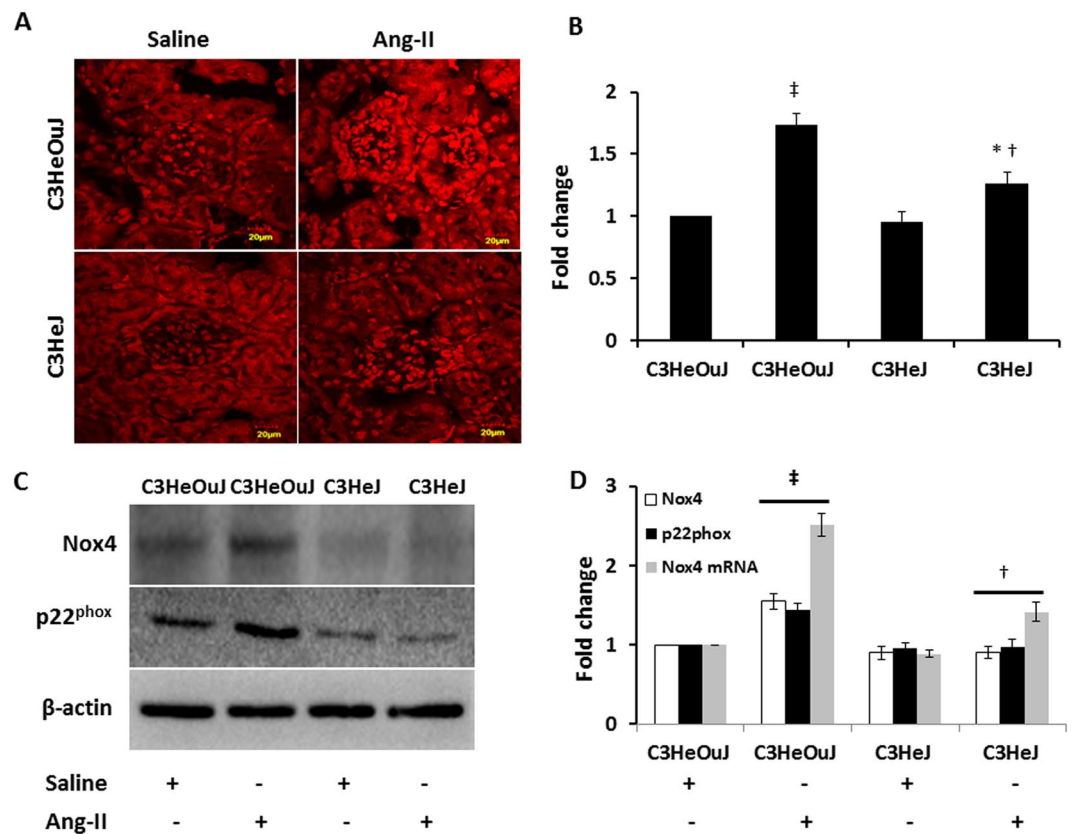 A
Saline Ang-II
C3HeOuJ
20µm 20µm
C3HeJ
20µm 20µm
B
Fold change
2
1.5
1
0.5
0
‡
* †
C3HeOuJ C3HeOuJ C3HeJ C3HeJ
C
C3HeOuJ C3HeOuJ C3HeJ C3HeJ
Nox4
p22phox
β-actin
Saline + - + -
Ang-II - + - +
D
Fold change
3
2
1
0
Nox4
p22phox
Nox4 mRNA
‡
†
C3HeOuJ C3HeOuJ C3HeJ C3HeJ
+ - + -
- + - +